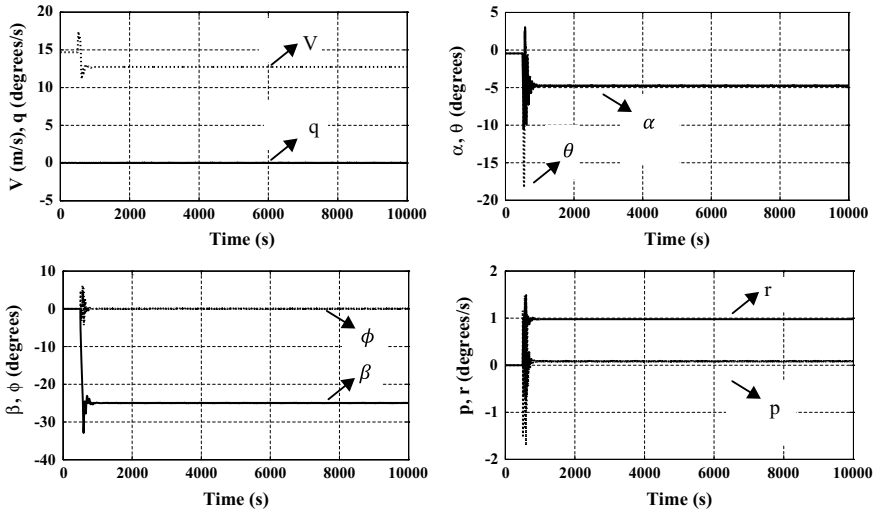 V (m/s), q (degrees/s)
20
15
10
5
0
-5
V
q
0 2000 4000 6000 8000 10000
Time (s)
α, θ (degrees)
5
0
-5
-10
-15
-20
α
θ
0 2000 4000 6000 8000 10000
Time (s)
β, ϕ (degrees)
10
0
-10
-20
-30
-40
ϕ
β
0 2000 4000 6000 8000 10000
Time (s)
p, r (degrees/s)
2
1
0
-1
-2
r
p
0 2000 4000 6000 8000 10000
Time (s)